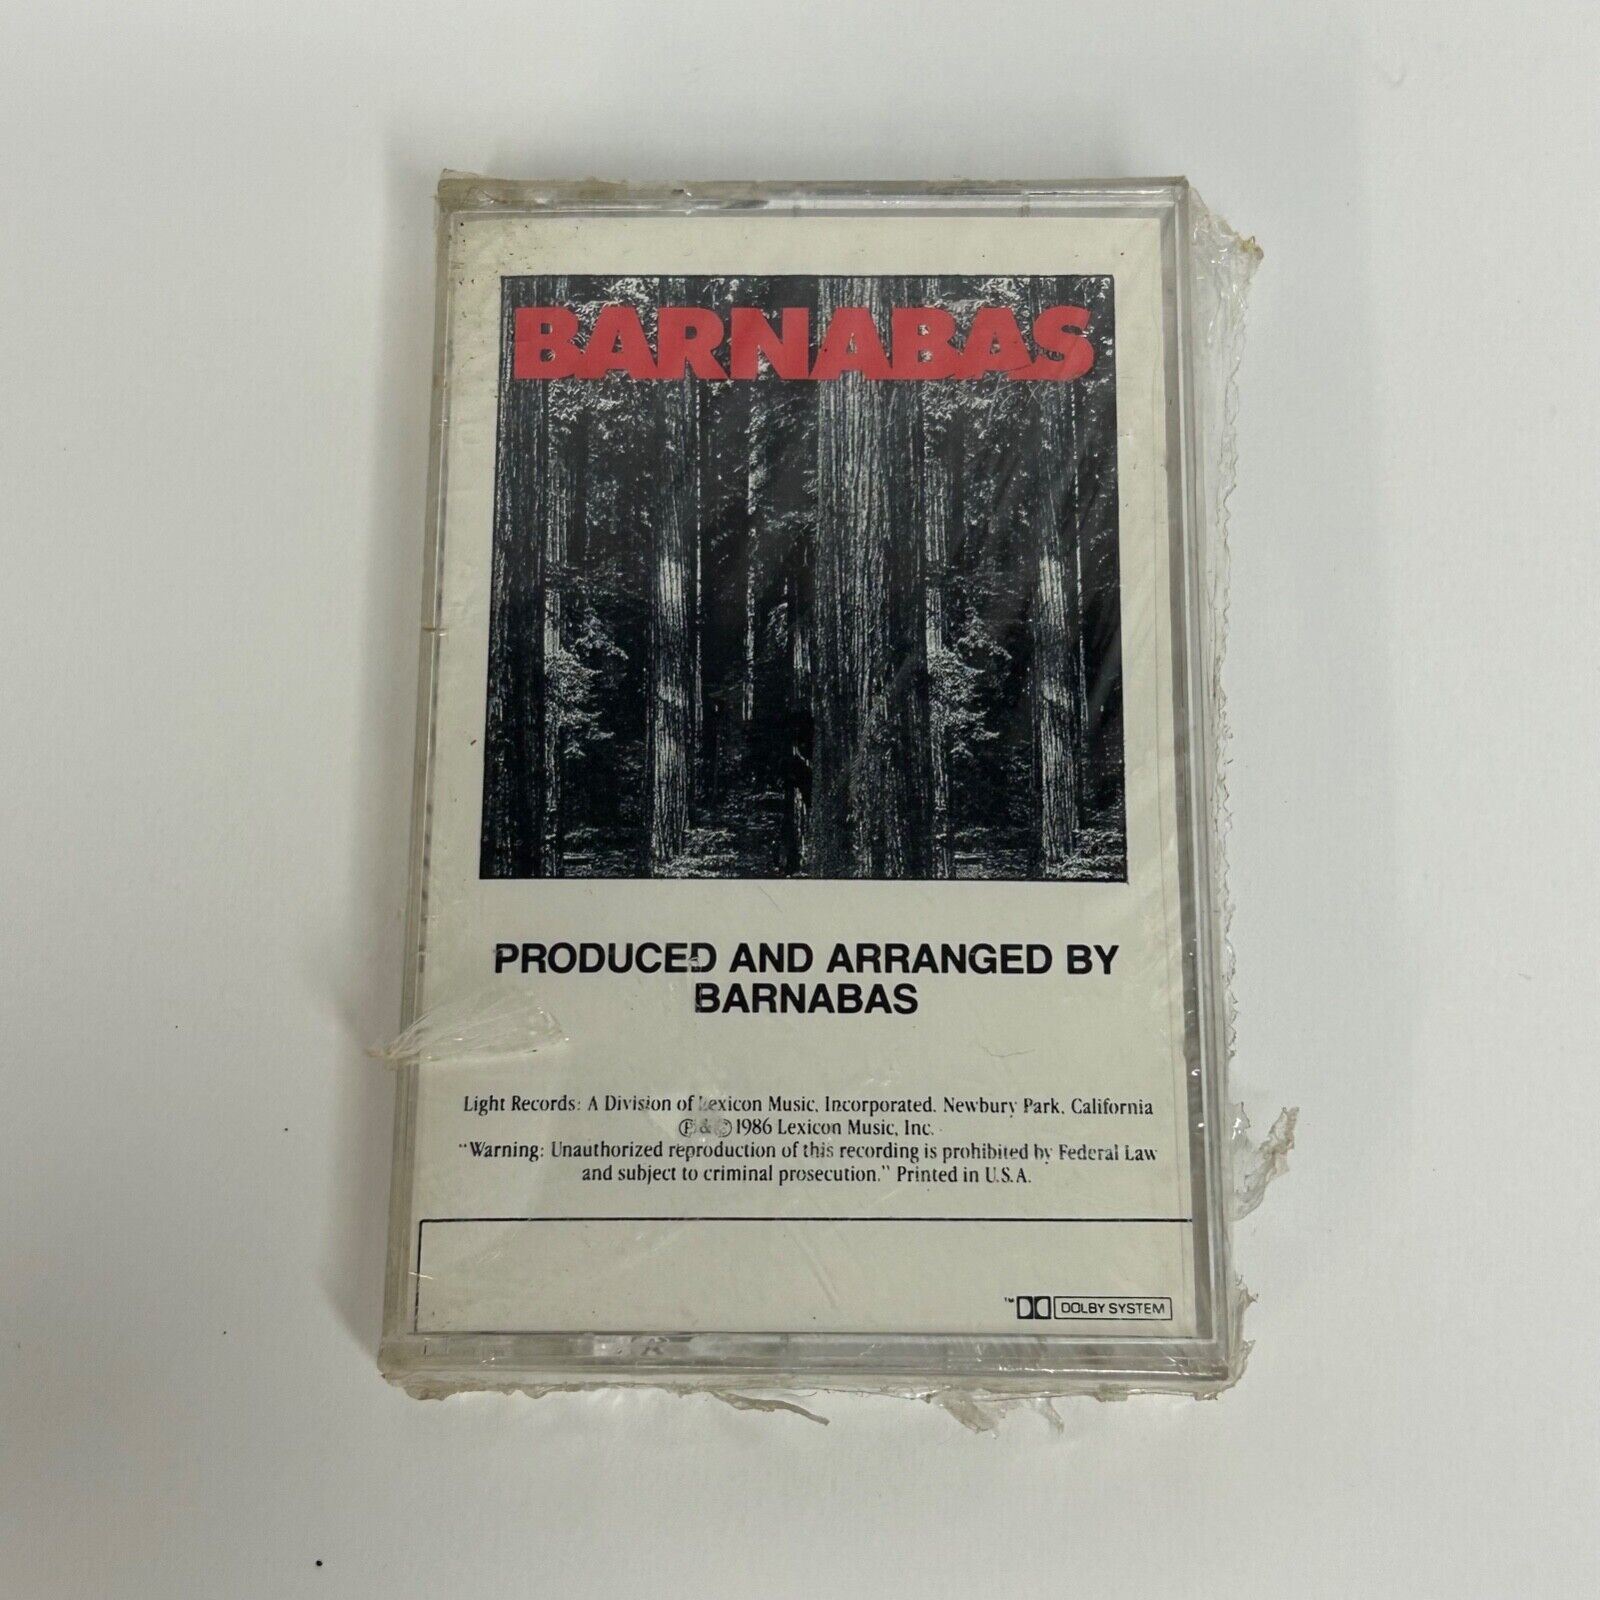 BARNABAS
PRODUCED AND ARRANGED BY
BARNABAS
Light Records: A Division of Lexicon Music, Incorporated. Newbury Park, California
℗ & © 1986 Lexicon Music, Inc.
"Warning: Unauthorized reproduction of this recording is prohibited by Federal Law
and subject to criminal prosecution." Printed in U.S.A.
™ DOLBY SYSTEM